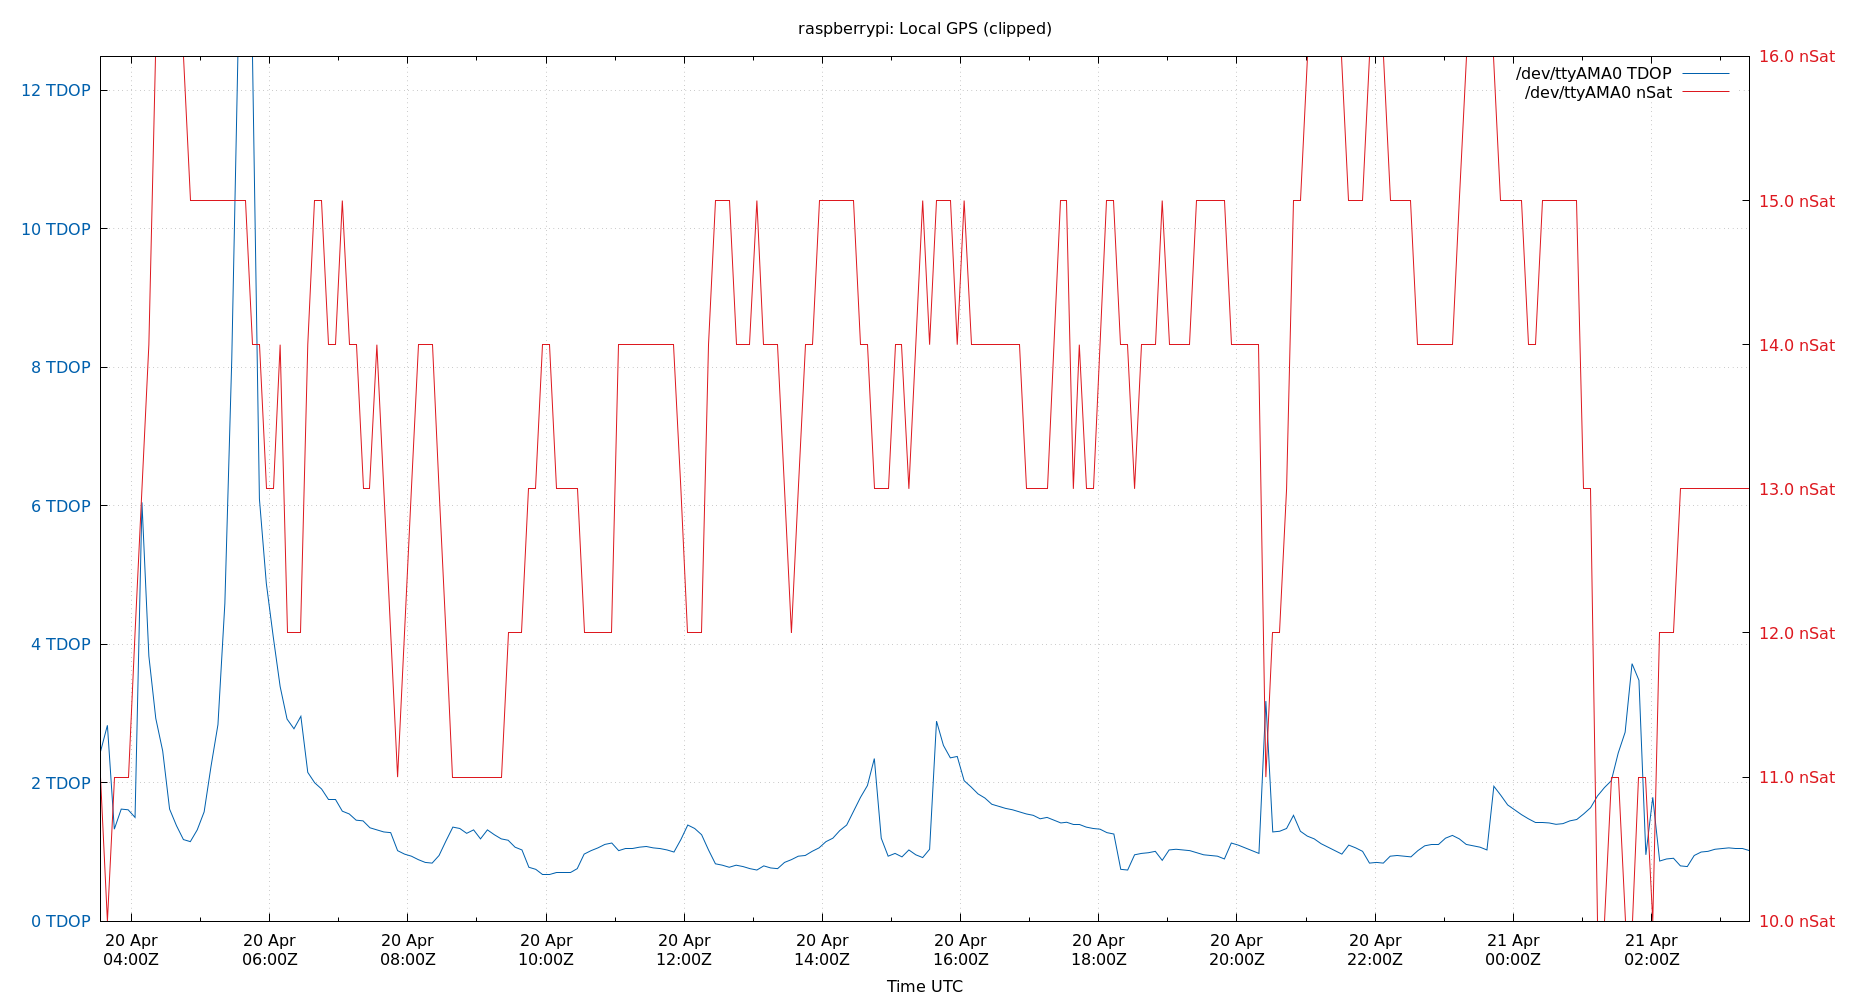 raspberrypi: Local GPS (clipped)
/dev/ttyAMA0 TDOP
/dev/ttyAMA0 nSat
12 TDOP
10 TDOP
8 TDOP
6 TDOP
4 TDOP
2 TDOP
0 TDOP
16.0 nSat
15.0 nSat
14.0 nSat
13.0 nSat
12.0 nSat
11.0 nSat
10.0 nSat
20 Apr
04:00Z
20 Apr
06:00Z
20 Apr
08:00Z
20 Apr
10:00Z
20 Apr
12:00Z
20 Apr
14:00Z
20 Apr
16:00Z
20 Apr
18:00Z
20 Apr
20:00Z
20 Apr
22:00Z
21 Apr
00:00Z
21 Apr
02:00Z
Time UTC